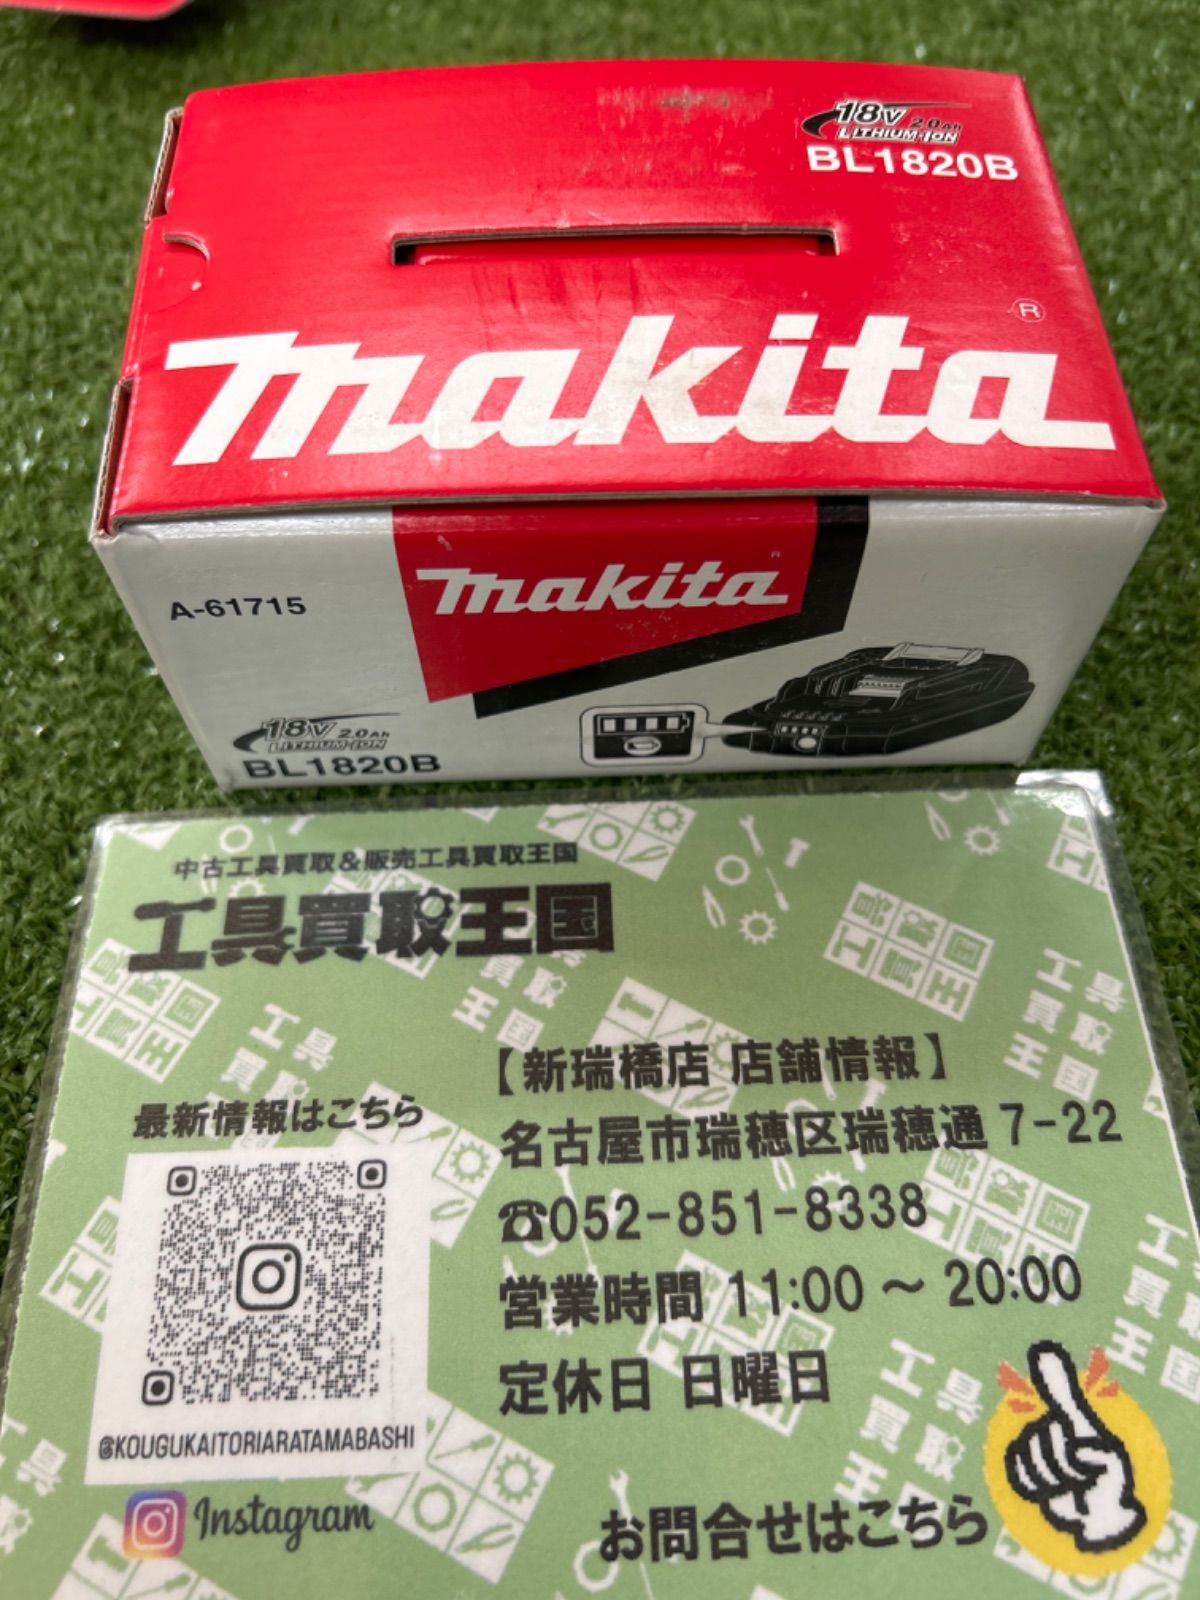 18V 2.0Ah
LITHIUM-ION
BL1820B
makita®
makita®
A-61715
18V 2.0Ah
LITHIUM-ION
BL1820B
中古工具買取&販売工具買取王国
工具買取王国
【新瑞橋店 店舗情報】
名古屋市瑞穂区瑞穂通7-22
☎052-851-8338
営業時間 11:00 ～ 20:00
定休日 日曜日
最新情報はこちら
@KOUGUKAITORIARATAMABASHI
Instagram
お問合せはこちら